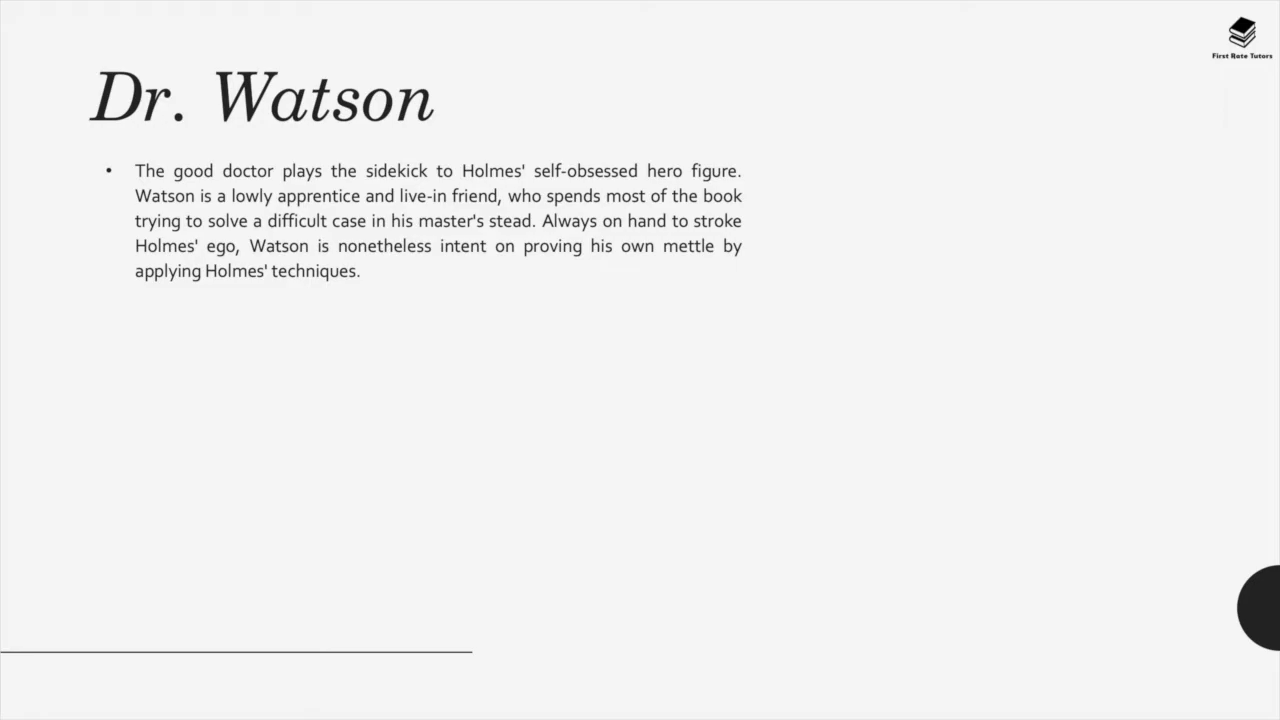 First Rate Tutors
Dr. Watson
• The good doctor plays the sidekick to Holmes' self-obsessed hero figure.
Watson is a lowly apprentice and live-in friend, who spends most of the book
trying to solve a difficult case in his master's stead. Always on hand to stroke
Holmes' ego, Watson is nonetheless intent on proving his own mettle by
applying Holmes' techniques.